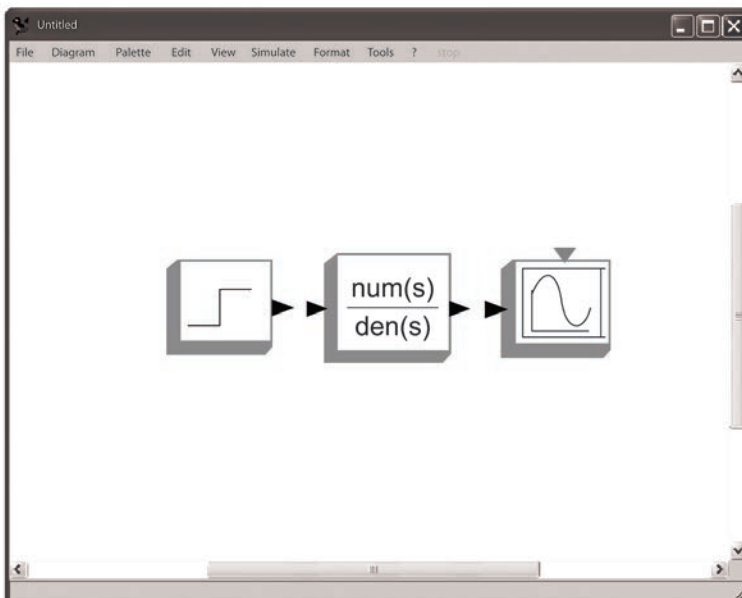 Untitled
File Diagram Palette Edit View Simulate Format Tools ? stop
num(s)
den(s)